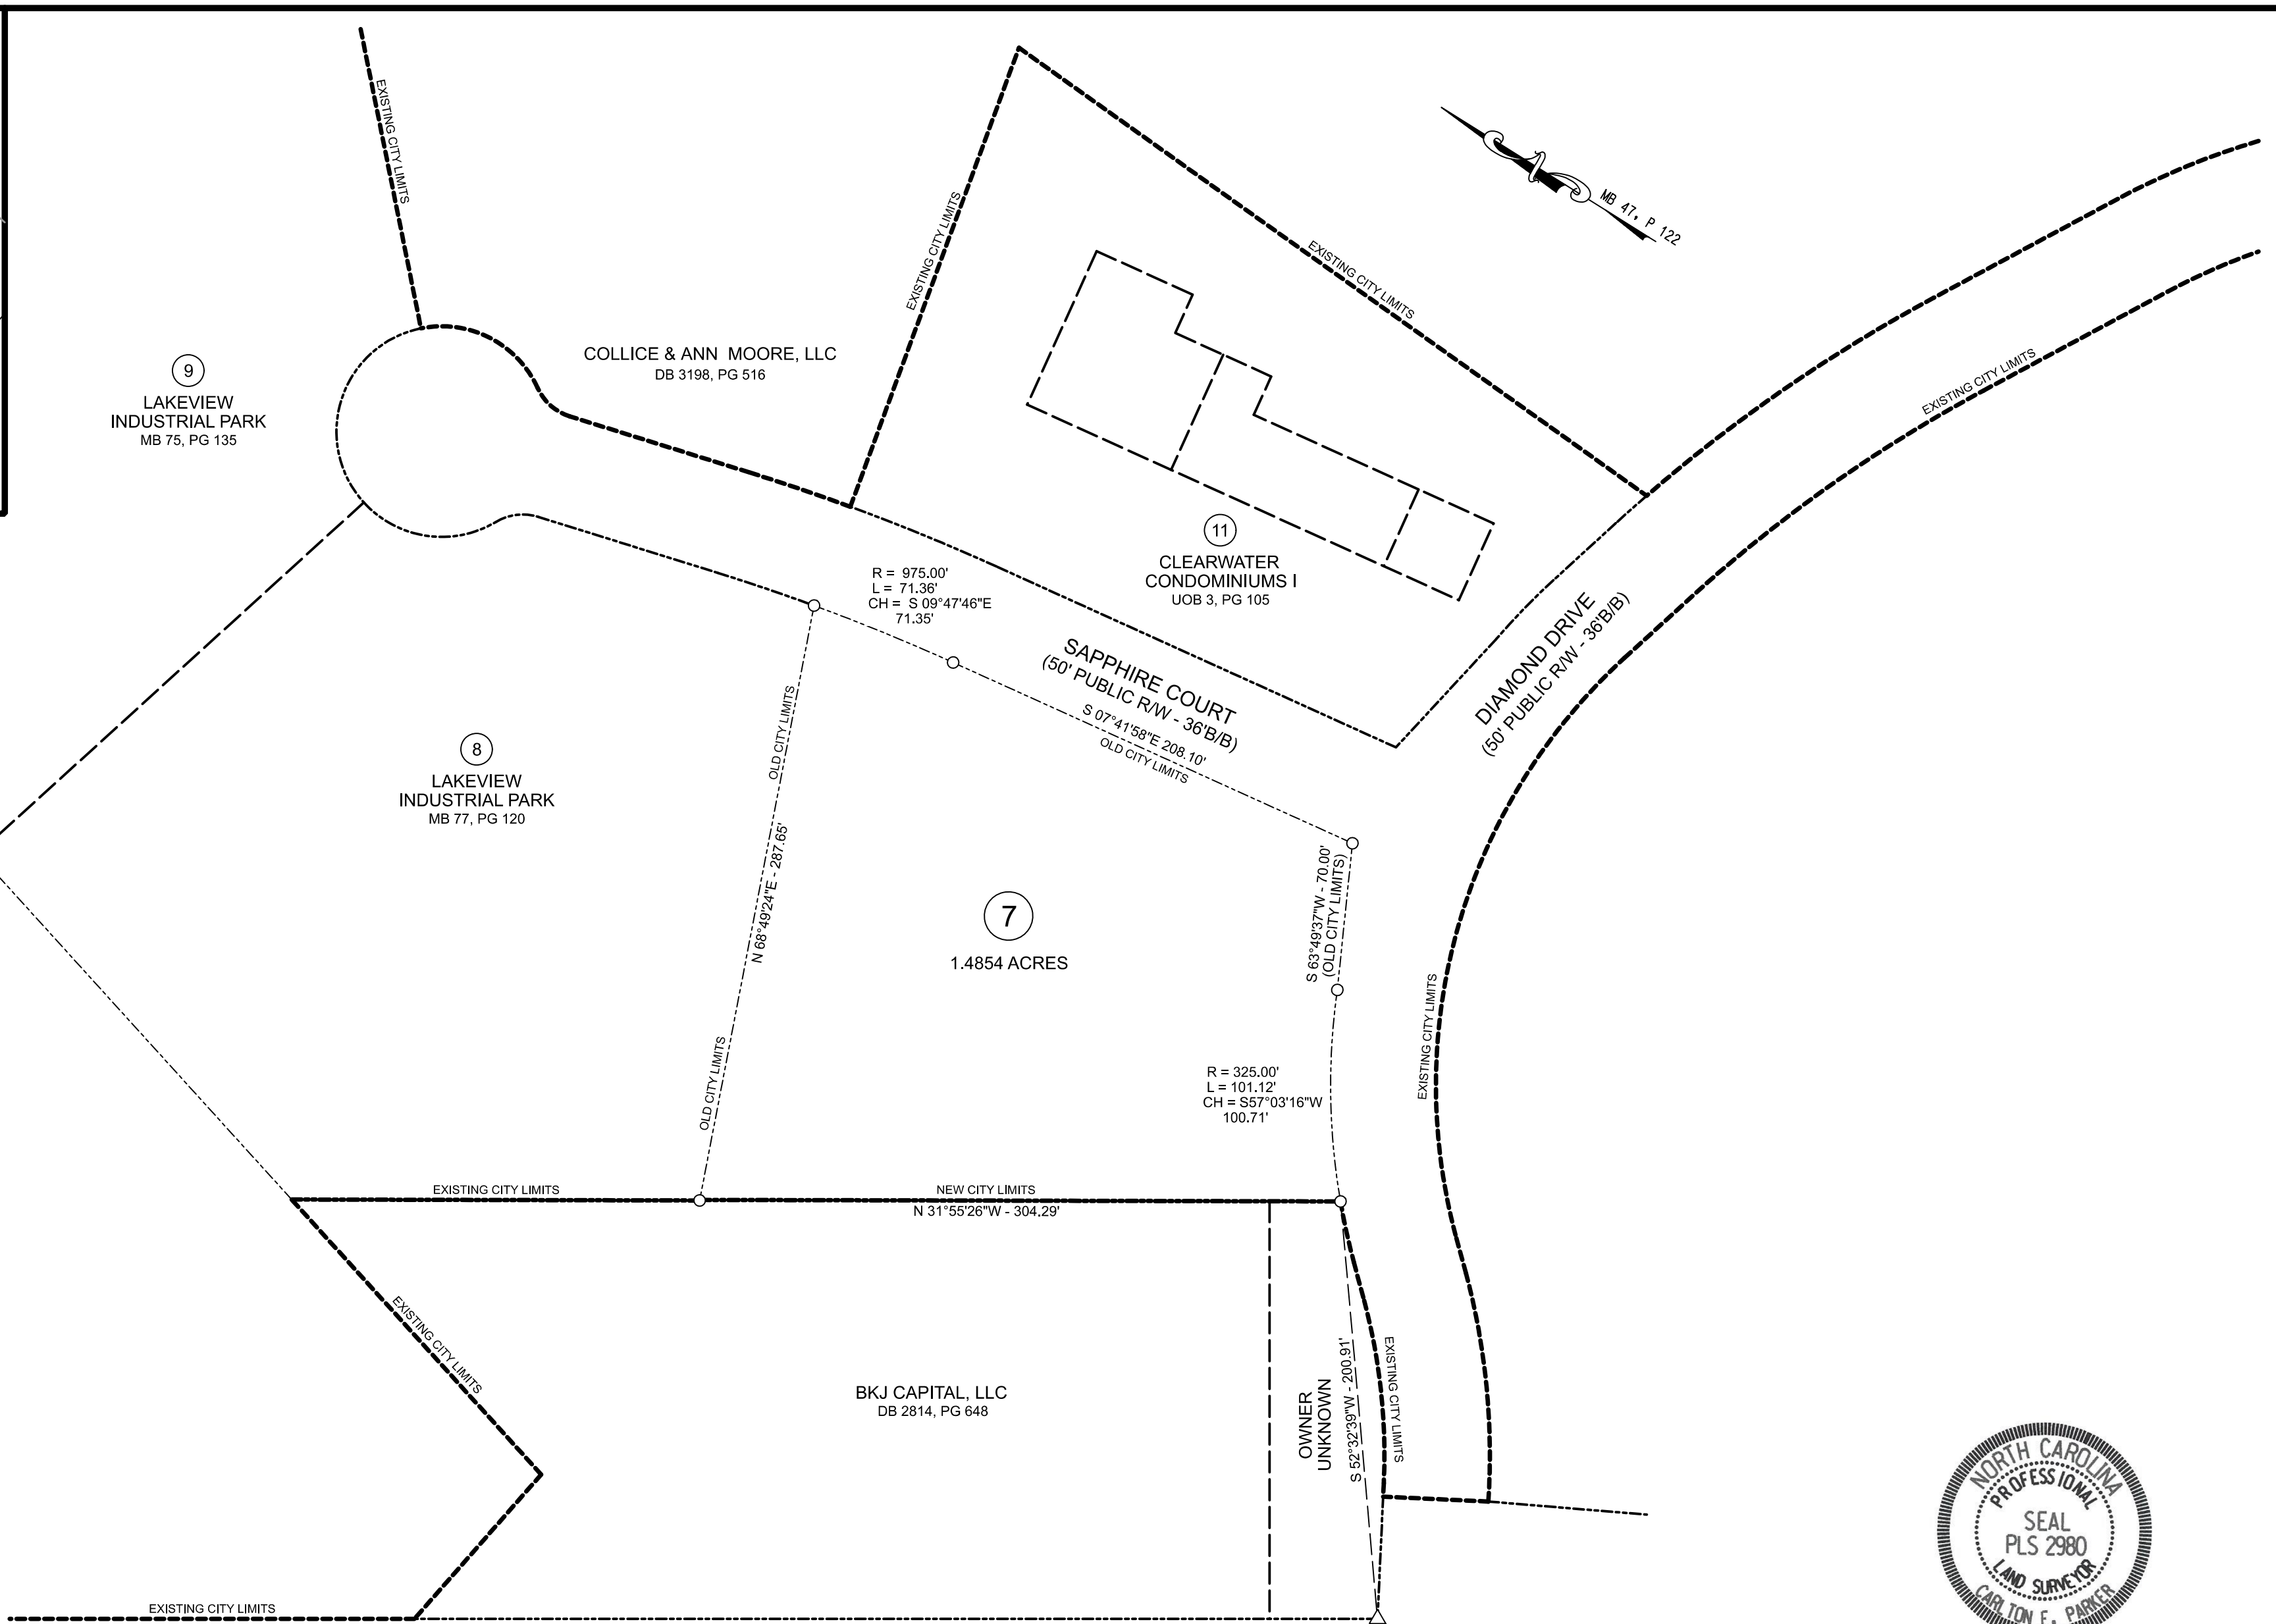 EXISTING CITY LIMITS
MB 47, P 122
EXISTING CITY LIMITS
EXISTING CITY LIMITS
EXISTING CITY LIMITS
9
LAKEVIEW
INDUSTRIAL PARK
MB 75, PG 135
COLLICE & ANN MOORE, LLC
DB 3198, PG 516
11
CLEARWATER
CONDOMINIUMS I
UOB 3, PG 105
R = 975.00'
L = 71.36'
CH = S 09°47'46"E
71.35'
SAPPHIRE COURT
(50' PUBLIC R/W - 36'B/B)
S 07°41'58"E 208.10'
OLD CITY LIMITS
DIAMOND DRIVE
(50' PUBLIC R/W - 36'B/B)
8
LAKEVIEW
INDUSTRIAL PARK
MB 77, PG 120
OLD CITY LIMITS
N 68°49'24"E - 287.65'
OLD CITY LIMITS
7
1.4854 ACRES
S 63°49'37"W - 70.00'
(OLD CITY LIMITS)
EXISTING CITY LIMITS
R = 325.00'
L = 101.12'
CH = S57°03'16"W
100.71'
EXISTING CITY LIMITS
NEW CITY LIMITS
N 31°55'26"W - 304.29'
EXISTING CITY LIMITS
BKJ CAPITAL, LLC
DB 2814, PG 648
OWNER
UNKNOWN
S 52°32'39"W - 200.91'
EXISTING CITY LIMITS
EXISTING CITY LIMITS
NORTH CAROLINA
PROFESSIONAL
SEAL
PLS 2980
LAND SURVEYOR
CARLTON E. PARKER